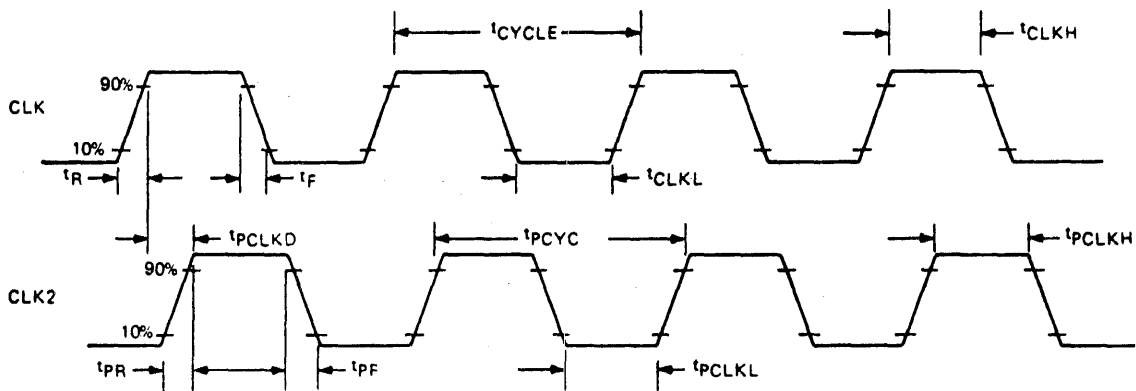 tCYCLE
tCLKH
90%
CLK
10%
tR
tF
tCLKL
tPCLKD
tPCYC
tPCLKH
90%
CLK2
10%
tPR
tPF
tPCLKL